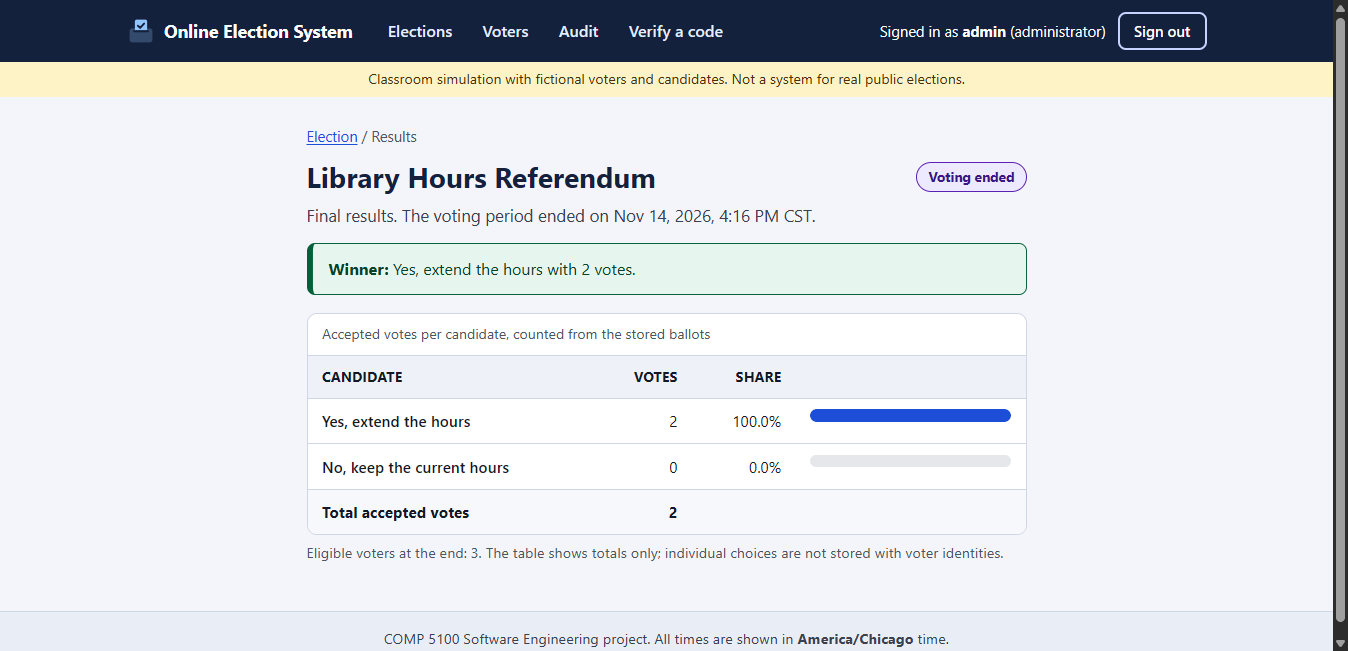 Online Election System Elections Voters Audit Verify a code Signed in as admin (administrator) Sign out
Classroom simulation with fictional voters and candidates. Not a system for real public elections.
Election / Results
Library Hours Referendum Voting ended
Final results. The voting period ended on Nov 14, 2026, 4:16 PM CST.
Winner: Yes, extend the hours with 2 votes.
Accepted votes per candidate, counted from the stored ballots
CANDIDATE VOTES SHARE
Yes, extend the hours 2 100.0%
No, keep the current hours 0 0.0%
Total accepted votes 2
Eligible voters at the end: 3. The table shows totals only; individual choices are not stored with voter identities.
COMP 5100 Software Engineering project. All times are shown in America/Chicago time.